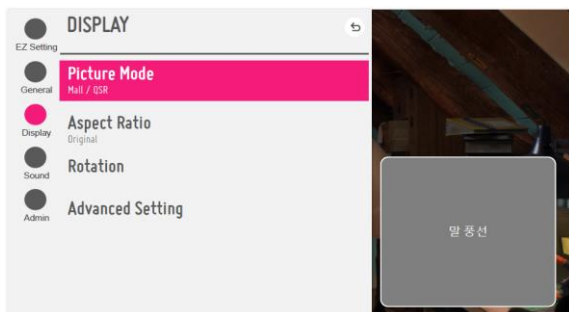 DISPLAY
EZ Setting
Picture Mode
Mall / QSR
General
Aspect Ratio
Original
Display
Rotation
Sound
Advanced Setting
Admin
말 풍선